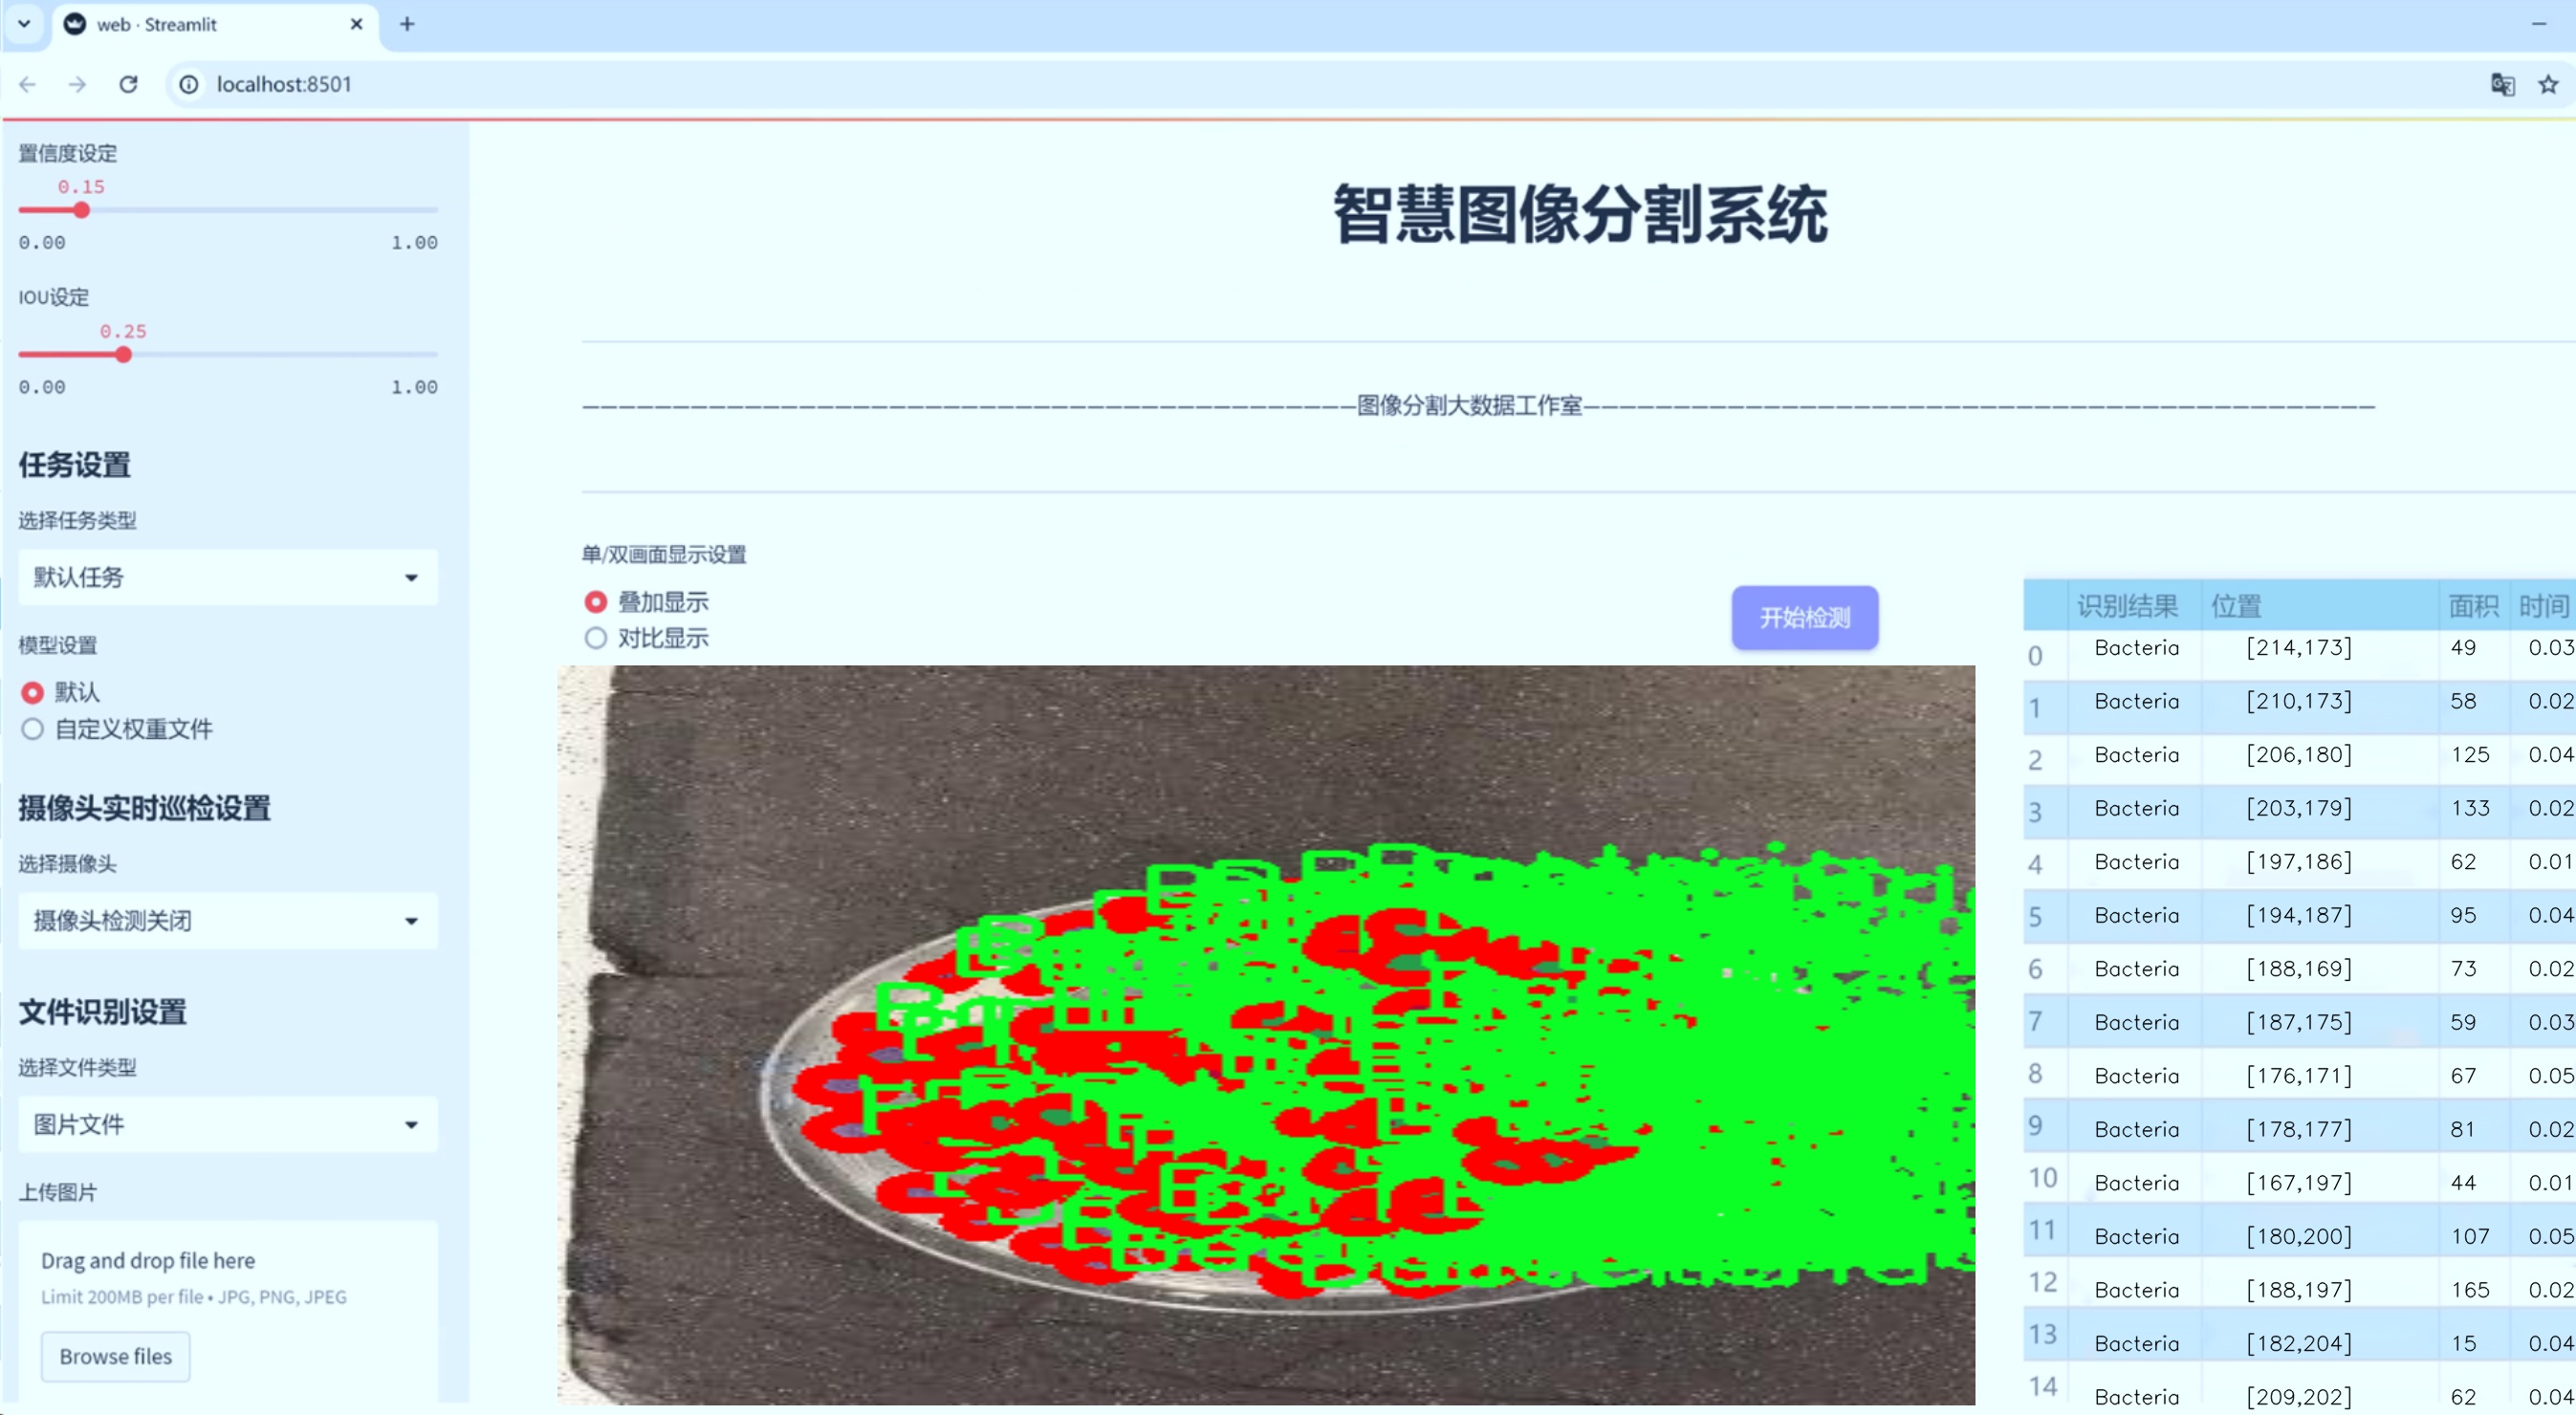 web · Streamlit
localhost:8501
置信度设定
0.15
0.00 1.00
IOU设定
0.25
0.00 1.00
任务设置
选择任务类型
默认任务
模型设置
默认
自定义权重文件
摄像头实时巡检设置
选择摄像头
摄像头检测关闭
文件识别设置
选择文件类型
图片文件
上传图片
Drag and drop file here
Limit 200MB per file • JPG, PNG, JPEG
Browse files
智慧图像分割系统
图像分割大数据工作室
单/双画面显示设置
叠加显示
对比显示
开始检测
识别结果 位置 面积 时间
0 Bacteria [214,173] 49 0.03
1 Bacteria [210,173] 58 0.02
2 Bacteria [206,180] 125 0.04
3 Bacteria [203,179] 133 0.02
4 Bacteria [197,186] 62 0.01
5 Bacteria [194,187] 95 0.04
6 Bacteria [188,169] 73 0.02
7 Bacteria [187,175] 59 0.03
8 Bacteria [176,171] 67 0.05
9 Bacteria [178,177] 81 0.02
10 Bacteria [167,197] 44 0.01
11 Bacteria [180,200] 107 0.05
12 Bacteria [188,197] 165 0.02
13 Bacteria [182,204] 15 0.04
14 Bacteria [209,202] 62 0.04